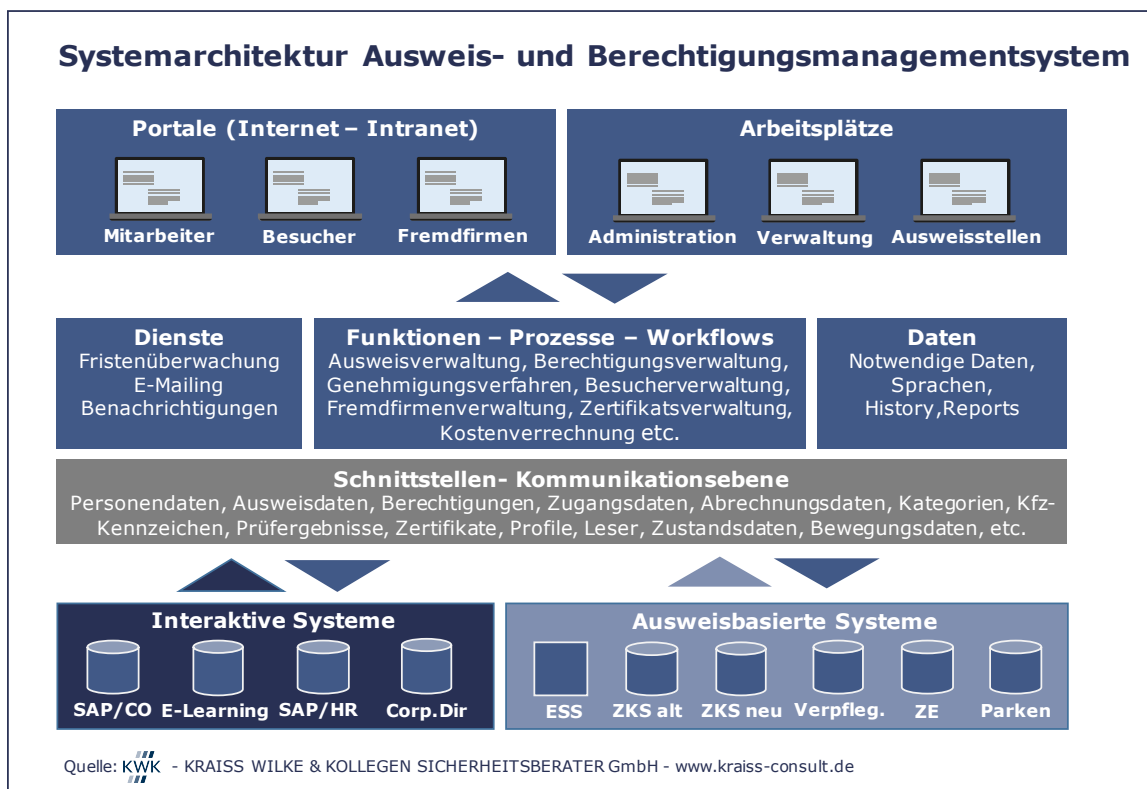 Systemarchitektur Ausweis- und Berechtigungsmanagementsystem
Portale (Internet – Intranet)
Mitarbeiter
Besucher
Fremdfirmen
Arbeitsplätze
Administration
Verwaltung
Ausweisstellen
Dienste
Fristenüberwachung
E-Mailing
Benachrichtigungen
Funktionen – Prozesse – Workflows
Ausweisverwaltung, Berechtigungsverwaltung,
Genehmigungsverfahren, Besucherverwaltung,
Fremdfirmenverwaltung, Zertifikatsverwaltung,
Kostenverrechnung etc.
Daten
Notwendige Daten,
Sprachen,
History,Reports
Schnittstellen- Kommunikationsebene
Personendaten, Ausweisdaten, Berechtigungen, Zugangsdaten, Abrechnungsdaten, Kategorien, Kfz-
Kennzeichen, Prüfergebnisse, Zertifikate, Profile, Leser, Zustandsdaten, Bewegungsdaten, etc.
Interaktive Systeme
SAP/CO
E-Learning
SAP/HR
Corp.Dir
Ausweisbasierte Systeme
ESS
ZKS alt
ZKS neu
Verpfleg.
ZE
Parken
Quelle: KWK - KRAISS WILKE & KOLLEGEN SICHERHEITSBERATER GmbH - www.kraiss-consult.de